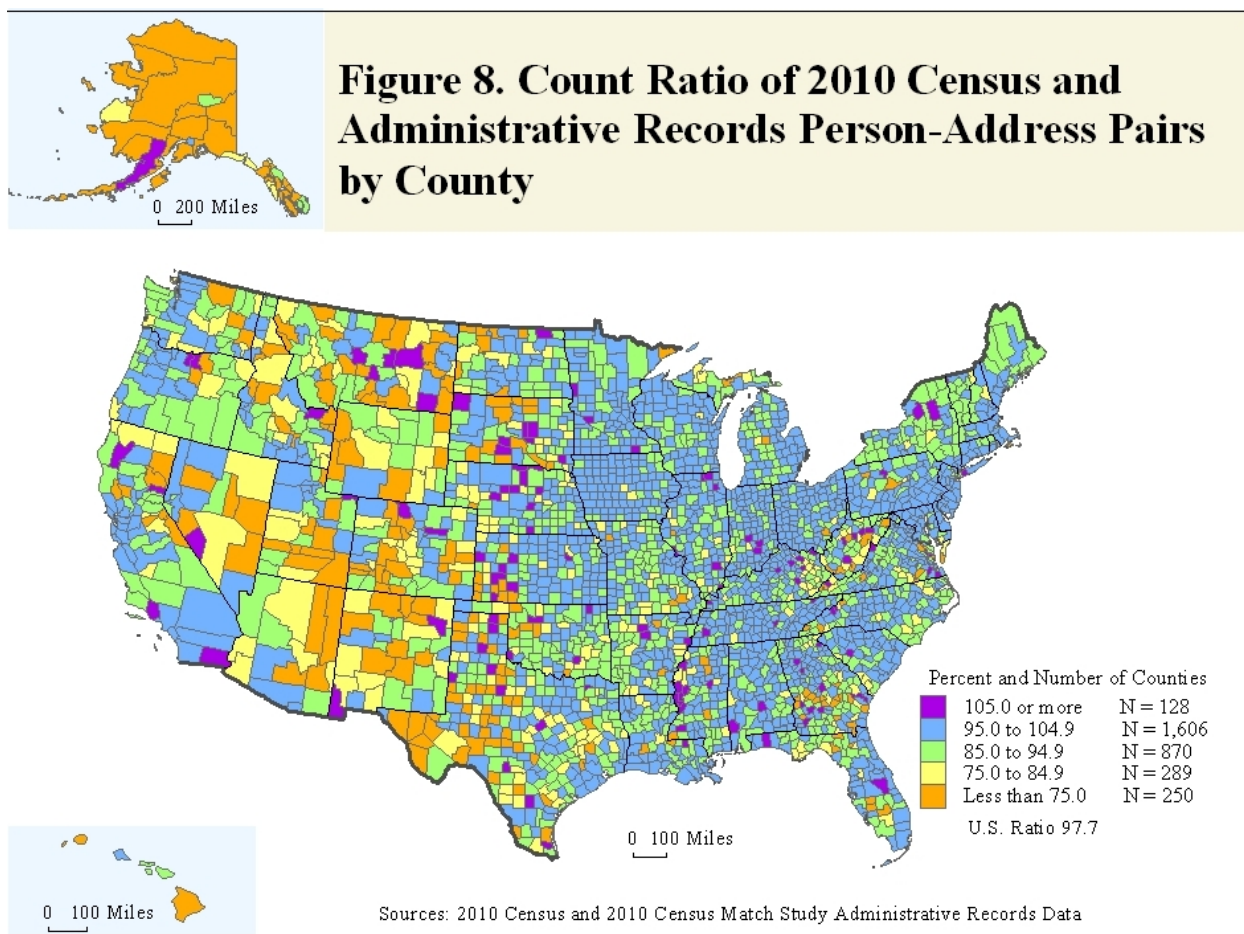 Figure 8. Count Ratio of 2010 Census and
Administrative Records Person-Address Pairs
by County
0 200 Miles
Percent and Number of Counties
105.0 or more N = 128
95.0 to 104.9 N = 1,606
85.0 to 94.9 N = 870
75.0 to 84.9 N = 289
Less than 75.0 N = 250
U.S. Ratio 97.7
0 100 Miles
0 100 Miles
Sources: 2010 Census and 2010 Census Match Study Administrative Records Data